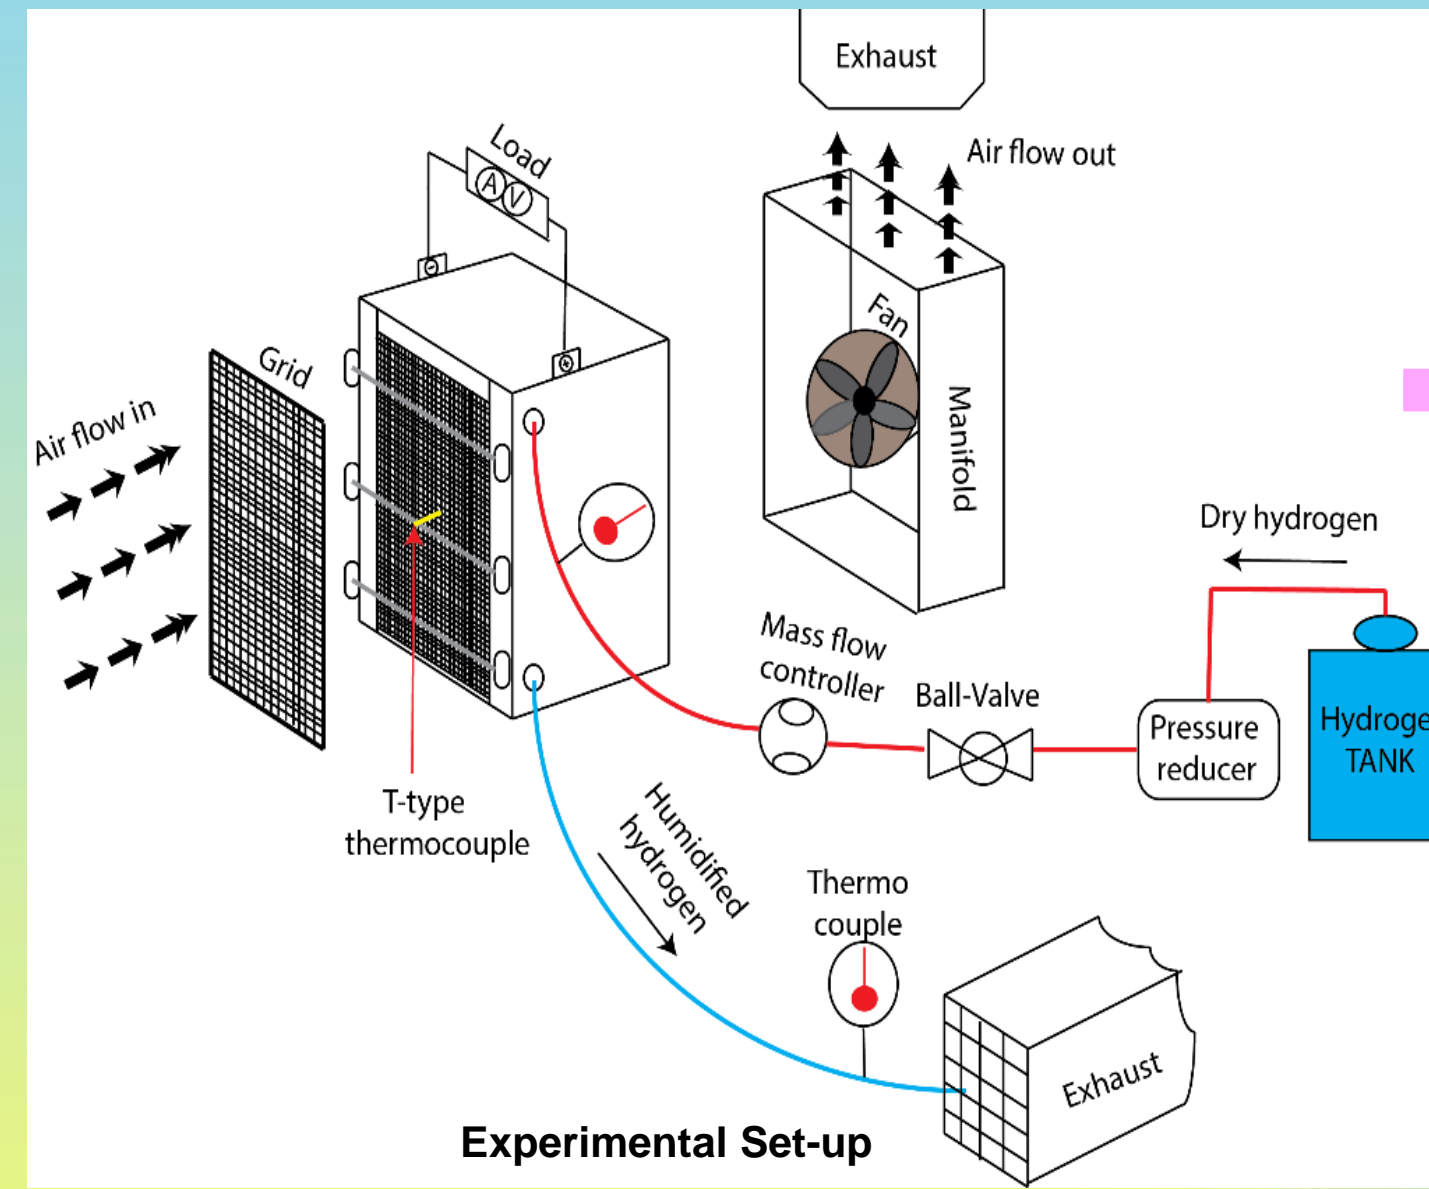 Exhaust
Air flow out
Load
A V
Fan
Grid
Air flow in
Manifold
Dry hydrogen
Mass flow
controller
Ball-Valve
Pressure
reducer
Hydroge
TANK
T-type
thermocouple
Humidified
hydrogen
Thermo
couple
Exhaust
Experimental Set-up